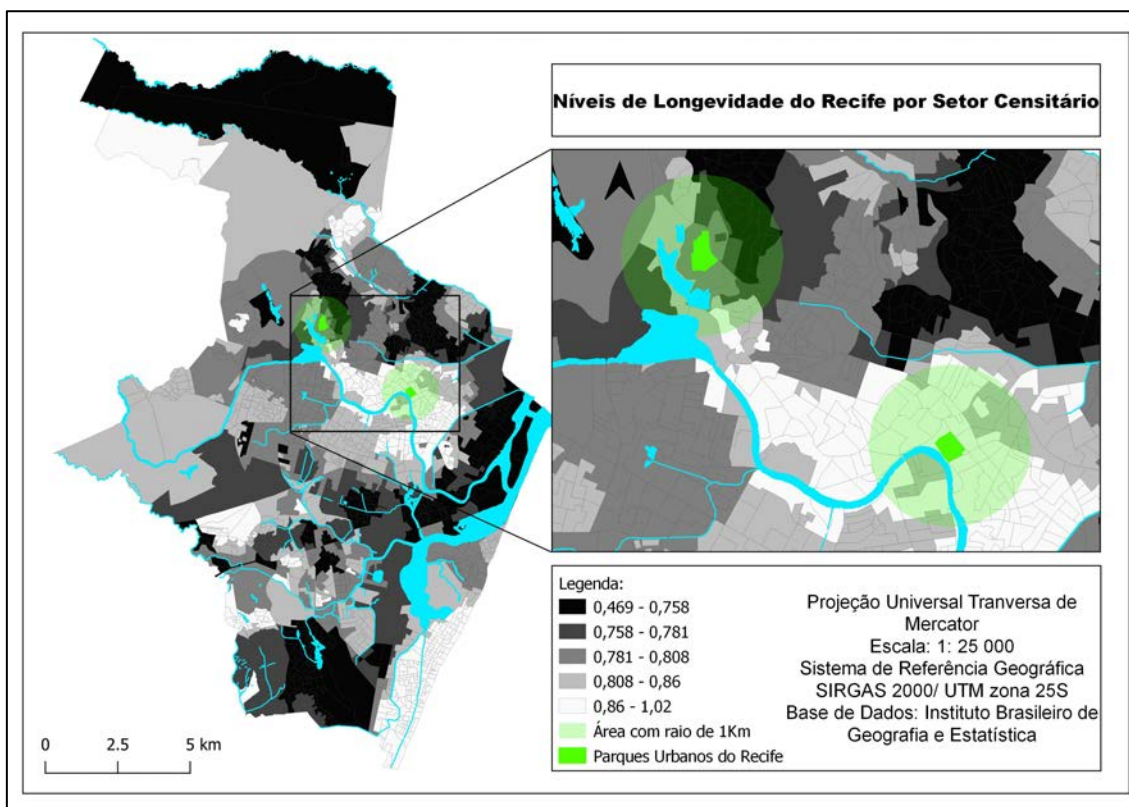 Níveis de Longevidade do Recife por Setor Censitário
Legenda:
0,469 - 0,758
0,758 - 0,781
0,781 - 0,808
0,808 - 0,86
0,86 - 1,02
Área com raio de 1Km
Parques Urbanos do Recife
Projeção Universal Tranversa de
Mercator
Escala: 1: 25 000
Sistema de Referência Geográfica
SIRGAS 2000/ UTM zona 25S
Base de Dados: Instituto Brasileiro de
Geografia e Estatística
0 2.5 5 km